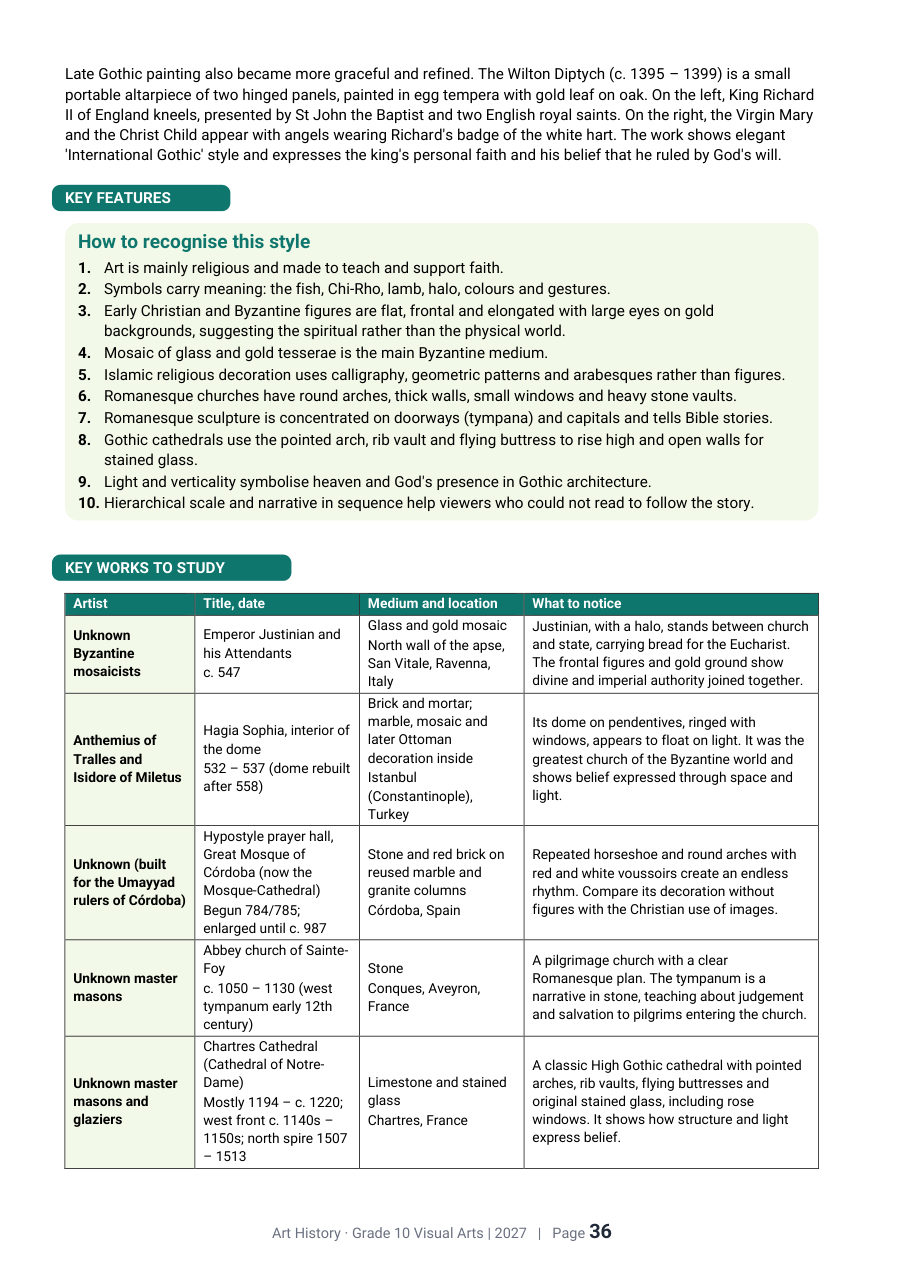 Late Gothic painting also became more graceful and refined. The Wilton Diptych (c. 1395 – 1399) is a small
portable altarpiece of two hinged panels, painted in egg tempera with gold leaf on oak. On the left, King Richard
II of England kneels, presented by St John the Baptist and two English royal saints. On the right, the Virgin Mary
and the Christ Child appear with angels wearing Richard's badge of the white hart. The work shows elegant
'International Gothic' style and expresses the king's personal faith and his belief that he ruled by God's will.
KEY FEATURES
How to recognise this style
1. Art is mainly religious and made to teach and support faith.
2. Symbols carry meaning: the fish, Chi-Rho, lamb, halo, colours and gestures.
3. Early Christian and Byzantine figures are flat, frontal and elongated with large eyes on gold
backgrounds, suggesting the spiritual rather than the physical world.
4. Mosaic of glass and gold tesserae is the main Byzantine medium.
5. Islamic religious decoration uses calligraphy, geometric patterns and arabesques rather than figures.
6. Romanesque churches have round arches, thick walls, small windows and heavy stone vaults.
7. Romanesque sculpture is concentrated on doorways (tympana) and capitals and tells Bible stories.
8. Gothic cathedrals use the pointed arch, rib vault and flying buttress to rise high and open walls for
stained glass.
9. Light and verticality symbolise heaven and God's presence in Gothic architecture.
10. Hierarchical scale and narrative in sequence help viewers who could not read to follow the story.
KEY WORKS TO STUDY
Artist
Title, date
Medium and location
What to notice
Unknown
Byzantine
mosaicists
Emperor Justinian and
his Attendants
c. 547
Glass and gold mosaic
North wall of the apse,
San Vitale, Ravenna,
Italy
Justinian, with a halo, stands between church
and state, carrying bread for the Eucharist.
The frontal figures and gold ground show
divine and imperial authority joined together.
Anthemius of
Tralles and
Isidore of Miletus
Hagia Sophia, interior of
the dome
532 – 537 (dome rebuilt
after 558)
Brick and mortar;
marble, mosaic and
later Ottoman
decoration inside
Istanbul
(Constantinople),
Turkey
Its dome on pendentives, ringed with
windows, appears to float on light. It was the
greatest church of the Byzantine world and
shows belief expressed through space and
light.
Unknown (built
for the Umayyad
rulers of Córdoba)
Hypostyle prayer hall,
Great Mosque of
Córdoba (now the
Mosque-Cathedral)
Begun 784/785;
enlarged until c. 987
Stone and red brick on
reused marble and
granite columns
Córdoba, Spain
Repeated horseshoe and round arches with
red and white voussoirs create an endless
rhythm. Compare its decoration without
figures with the Christian use of images.
Unknown master
masons
Abbey church of Sainte-
Foy
c. 1050 – 1130 (west
tympanum early 12th
century)
Stone
Conques, Aveyron,
France
A pilgrimage church with a clear
Romanesque plan. The tympanum is a
narrative in stone, teaching about judgement
and salvation to pilgrims entering the church.
Unknown master
masons and
glaziers
Chartres Cathedral
(Cathedral of Notre-
Dame)
Mostly 1194 – c. 1220;
west front c. 1140s –
1150s; north spire 1507
– 1513
Limestone and stained
glass
Chartres, France
A classic High Gothic cathedral with pointed
arches, rib vaults, flying buttresses and
original stained glass, including rose
windows. It shows how structure and light
express belief.
Art History · Grade 10 Visual Arts | 2027 | Page 36